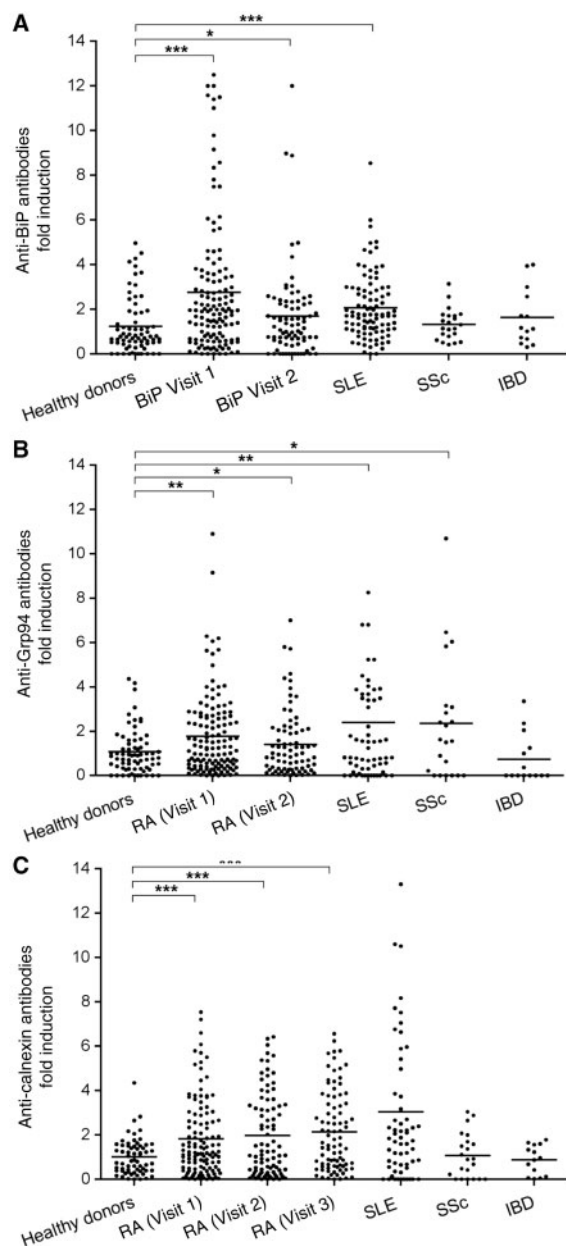 A
***
*
***
14
12
10
8
6
4
2
0
Anti-BiP antibodies
fold induction
Healthy donors
BiP Visit 1
BiP Visit 2
SLE
SSc
IBD
B
*
**
*
**
14
12
10
8
6
4
2
0
Anti-Grp94 antibodies
fold induction
Healthy donors
RA (Visit 1)
RA (Visit 2)
SLE
SSc
IBD
C
***
***
14
12
10
8
6
4
2
0
Anti-calnexin antibodies
fold induction
Healthy donors
RA (Visit 1)
RA (Visit 2)
RA (Visit 3)
SLE
SSc
IBD